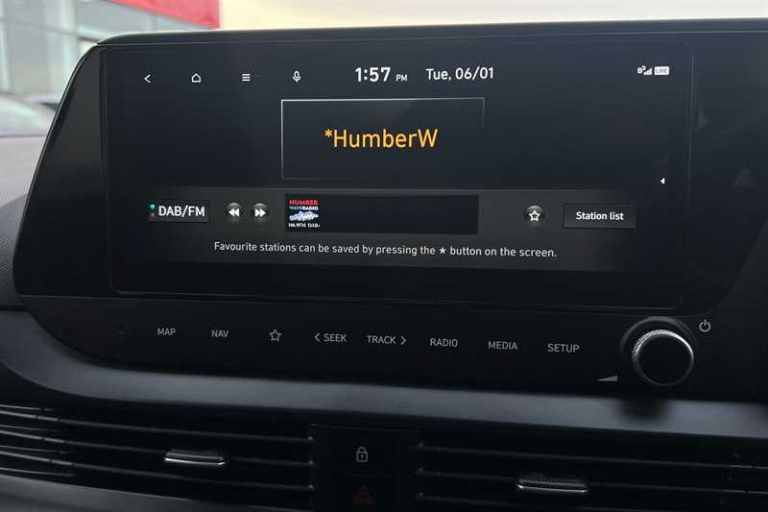 1:57 PM Tue, 06/01
*HumberW
DAB/FM
HUMBER
Station list
Favourite stations can be saved by pressing the ★ button on the screen.
MAP NAV SEEK TRACK RADIO MEDIA SETUP